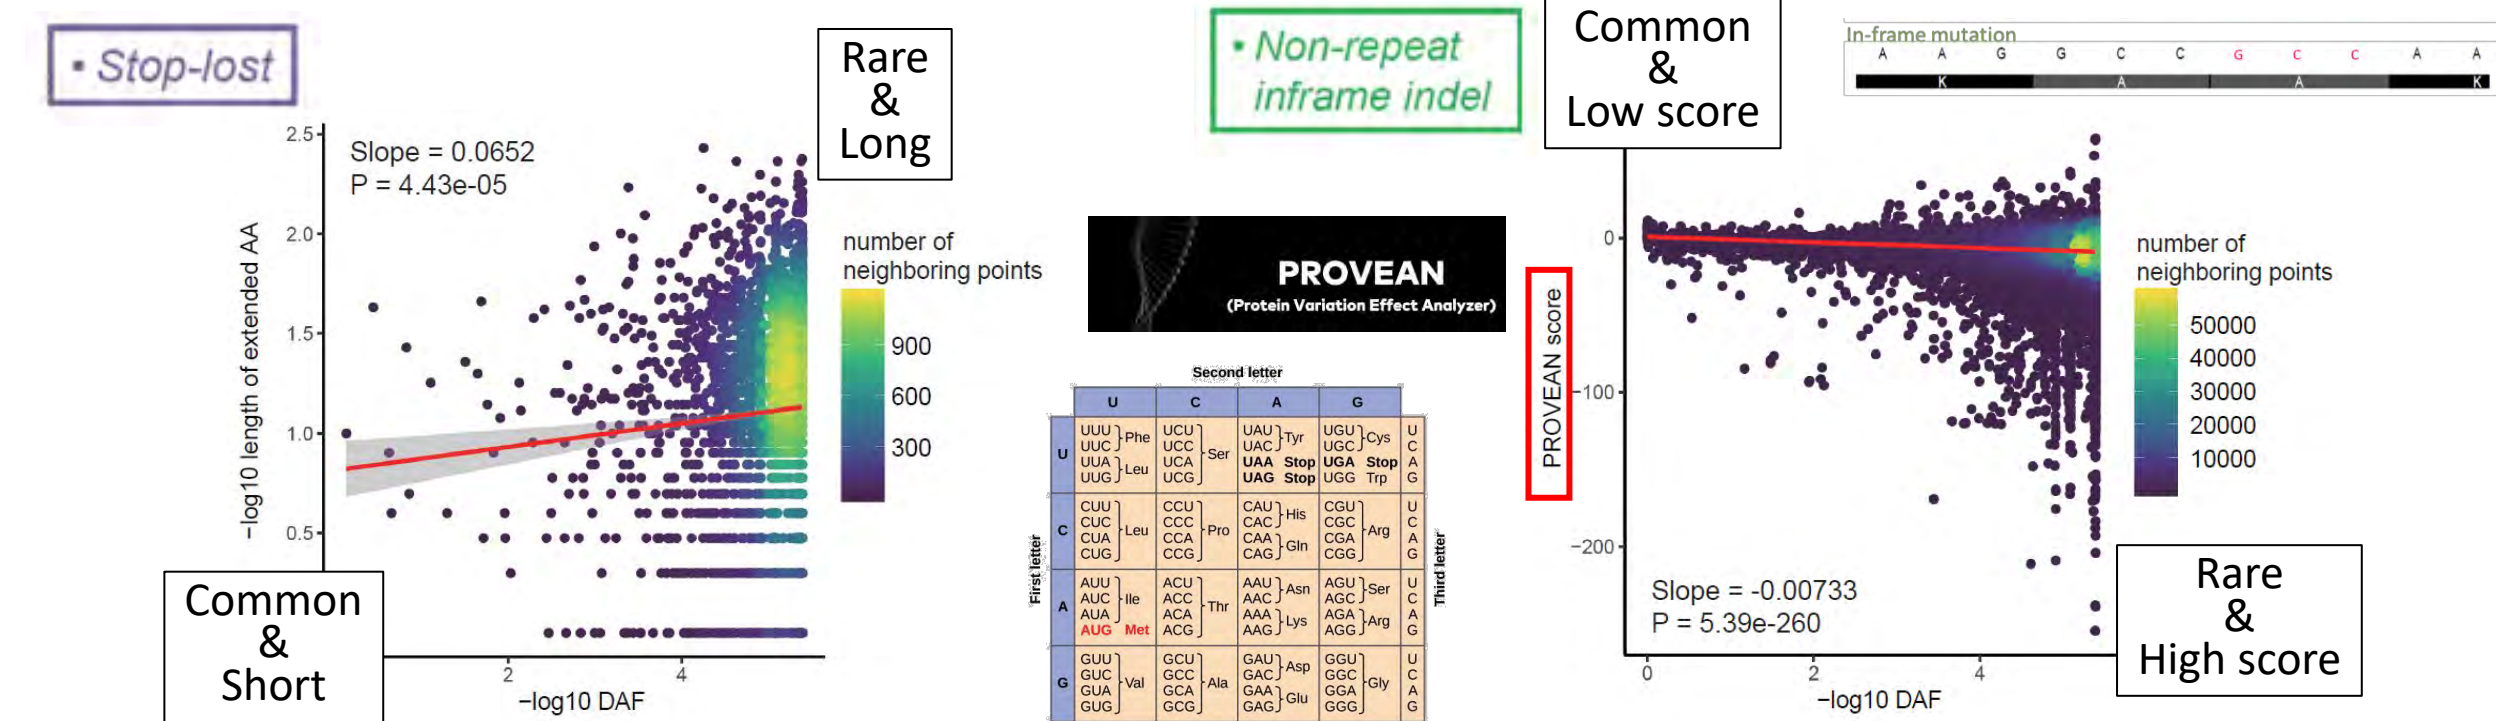 ▪ Stop-lost
Rare
&
Long
Slope = 0.0652
P = 4.43e-05
2.5
2.0
1.5
1.0
0.5
−log10 length of extended AA
2
4
−log10 DAF
Common
&
Short
number of
neighboring points
900
600
300
▪ Non-repeat
inframe indel
PROVEAN
(Protein Variation Effect Analyzer)
Second letter
U C A G
First letter
Third letter
U
UUU
UUC
Phe
UUA
UUG
Leu
UCU
UCC
UCA
UCG
Ser
UAU
UAC
Tyr
UAA Stop
UAG Stop
UGU
UGC
Cys
UGA Stop
UGG Trp
U
C
A
G
C
CUU
CUC
CUA
CUG
Leu
CCU
CCC
CCA
CCG
Pro
CAU
CAC
His
CAA
CAG
Gln
CGU
CGC
CGA
CGG
Arg
U
C
A
G
A
AUU
AUC
AUA
Ile
AUG Met
ACU
ACC
ACA
ACG
Thr
AAU
AAC
Asn
AAA
AAG
Lys
AGU
AGC
Ser
AGA
AGG
Arg
U
C
A
G
G
GUU
GUC
GUA
GUG
Val
GCU
GCC
GCA
GCG
Ala
GAU
GAC
Asp
GAA
GAG
Glu
GGU
GGC
GGA
GGG
Gly
U
C
A
G
Common
&
Low score
In-frame mutation
A A G G C C G C C A A
K A A K
0
−100
−200
PROVEAN score
Slope = -0.00733
P = 5.39e-260
0
2
4
−log10 DAF
number of
neighboring points
50000
40000
30000
20000
10000
Rare
&
High score